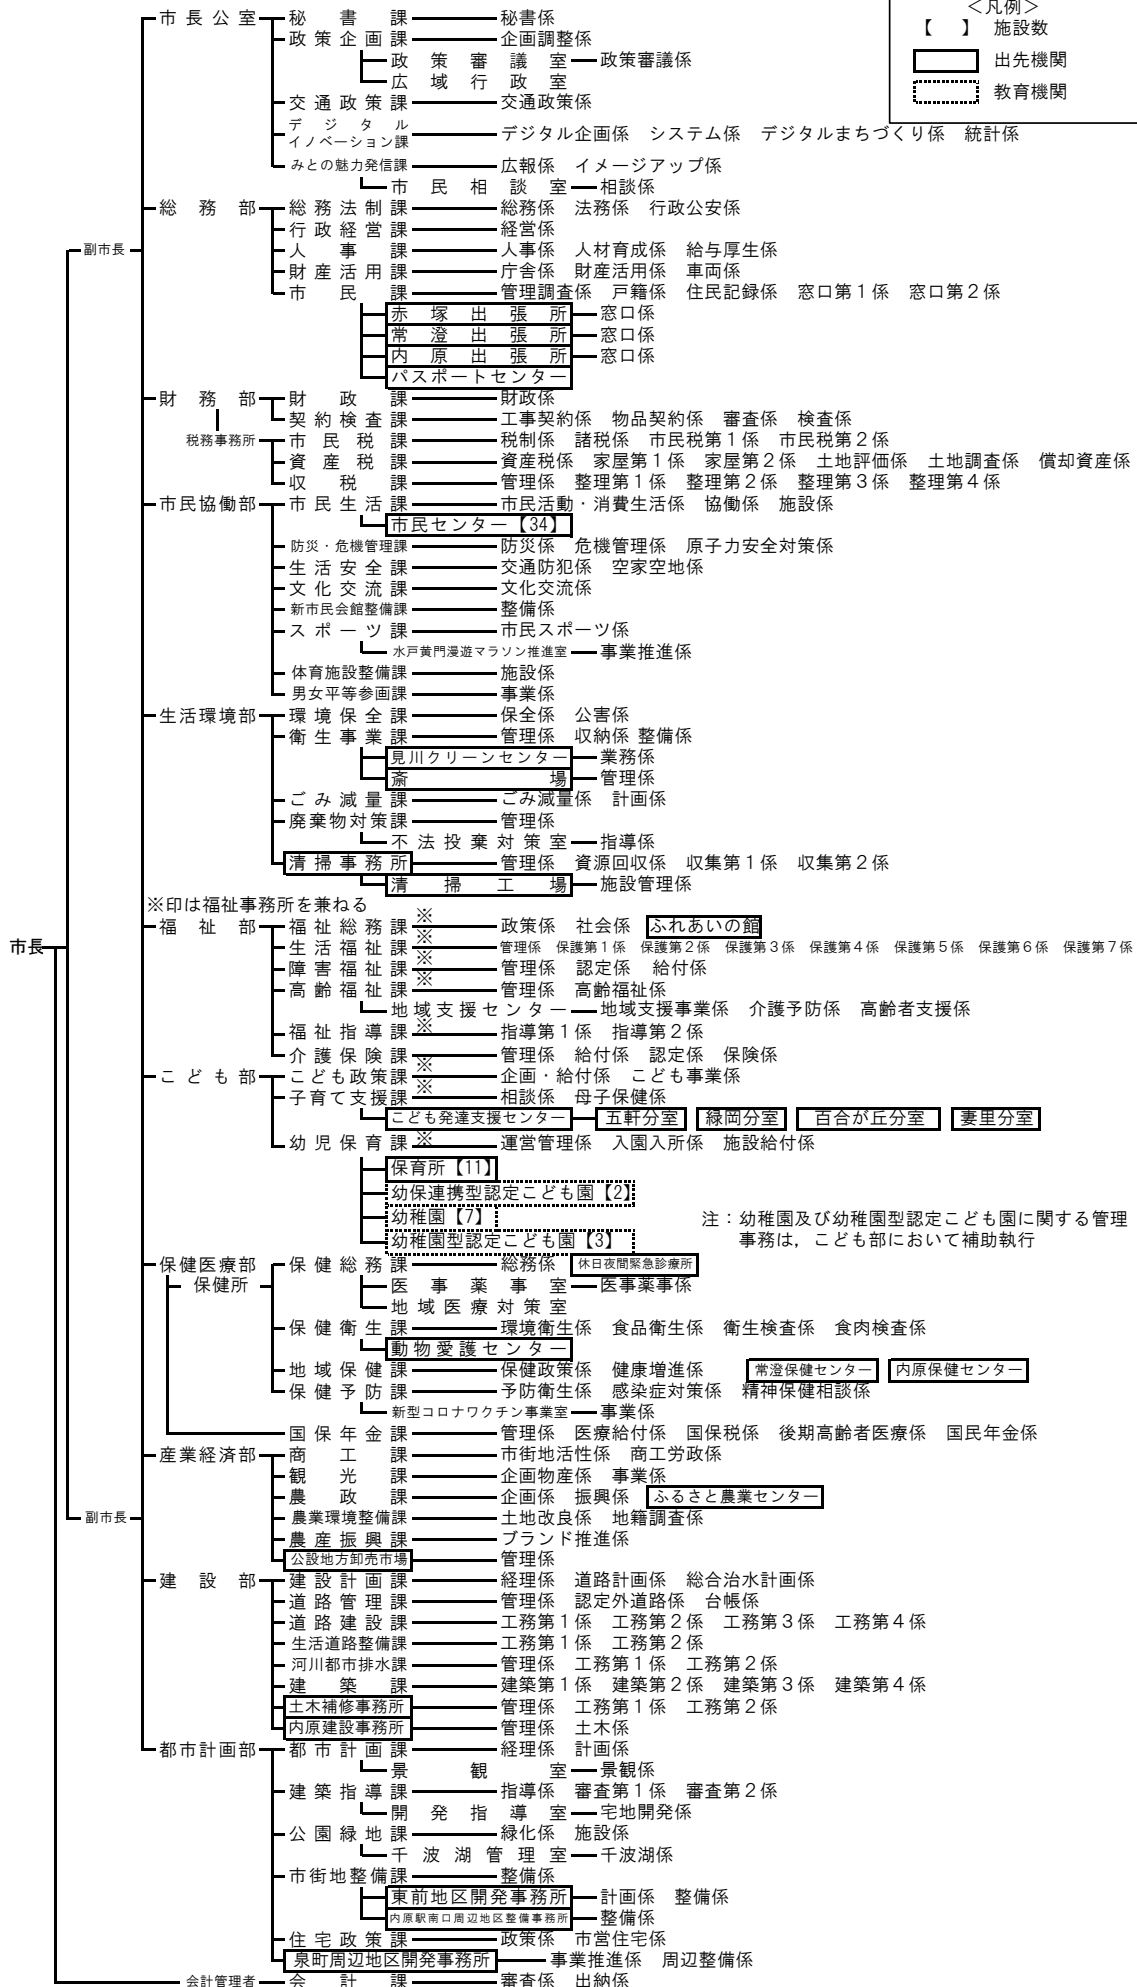 ＜凡例＞
【　】 施設数
出先機関
教育機関
市長公室 秘書課 秘書係
政策企画課 企画調整係
政策審議室 政策審議係
広域行政室
交通政策課 交通政策係
デジタル
イノベーション課 デジタル企画係 システム係 デジタルまちづくり係 統計係
みとの魅力発信課 広報係 イメージアップ係
市民相談室 相談係
総務部 総務法制課 総務係 法務係 行政公安係
行政経営課 経営係
副市長 人事課 人事係 人材育成係 給与厚生係
財産活用課 庁舎係 財産活用係 車両係
市民課 管理調査係 戸籍係 住民記録係 窓口第１係 窓口第２係
赤塚出張所 窓口係
常澄出張所 窓口係
内原出張所 窓口係
パスポートセンター
財務部 財政課 財政係
契約検査課 工事契約係 物品契約係 審査係 検査係
税務事務所 市民税課 税制係 諸税係 市民税第１係 市民税第２係
資産税課 資産税係 家屋第１係 家屋第２係 土地評価係 土地調査係 償却資産係
収税課 管理係 整理第１係 整理第２係 整理第３係 整理第４係
市民協働部 市民生活課 市民活動・消費生活係 協働係 施設係
市民センター【34】
防災・危機管理課 防災係 危機管理係 原子力安全対策係
生活安全課 交通防犯係 空家空地係
文化交流課 文化交流係
新市民会館整備課 整備係
スポーツ課 市民スポーツ係
水戸黄門漫遊マラソン推進室 事業推進係
体育施設整備課 施設係
男女平等参画課 事業係
生活環境部 環境保全課 保全係 公害係
衛生事業課 管理係 収納係 整備係
見川クリーンセンター 業務係
斎場 管理係
ごみ減量課 ごみ減量係 計画係
廃棄物対策課 管理係
不法投棄対策室 指導係
清掃事務所 管理係 資源回収係 収集第１係 収集第２係
清掃工場 施設管理係
※印は福祉事務所を兼ねる
福祉部 福祉総務課※ 政策係 社会係 ふれあいの館
市長 生活福祉課※ 管理係 保護第１係 保護第２係 保護第３係 保護第４係 保護第５係 保護第６係 保護第７係
障害福祉課※ 管理係 認定係 給付係
高齢福祉課※ 管理係 高齢福祉係
地域支援センター 地域支援事業係 介護予防係 高齢者支援係
福祉指導課※ 指導第１係 指導第２係
介護保険課 管理係 給付係 認定係 保険係
こども部 こども政策課※ 企画・給付係 こども事業係
子育て支援課※ 相談係 母子保健係
こども発達支援センター 五軒分室 緑岡分室 百合が丘分室 妻里分室
幼児保育課※ 運営管理係 入園入所係 施設給付係
保育所【11】
幼保連携型認定こども園【2】
幼稚園【7】 注：幼稚園及び幼稚園型認定こども園に関する管理
幼稚園型認定こども園【3】 事務は，こども部において補助執行
保健医療部 保健総務課 総務係 休日夜間緊急診療所
保健所 医事薬事室 医事薬事係
地域医療対策室
保健衛生課 環境衛生係 食品衛生係 衛生検査係 食肉検査係
動物愛護センター
地域保健課 保健政策係 健康増進係 常澄保健センター 内原保健センター
保健予防課 予防衛生係 感染症対策係 精神保健相談係
新型コロナワクチン事業室 事業係
国保年金課 管理係 医療給付係 国保税係 後期高齢者医療係 国民年金係
産業経済部 商工課 市街地活性係 商工労政係
観光課 企画物産係 事業係
農政課 企画係 振興係 ふるさと農業センター
副市長 農業環境整備課 土地改良係 地籍調査係
農産振興課 ブランド推進係
公設地方卸売市場 管理係
建設部 建設計画課 経理係 道路計画係 総合治水計画係
道路管理課 管理係 認定外道路係 台帳係
道路建設課 工務第１係 工務第２係 工務第３係 工務第４係
生活道路整備課 工務第１係 工務第２係
河川都市排水課 管理係 工務第１係 工務第２係
建築課 建築第１係 建築第２係 建築第３係 建築第４係
土木補修事務所 管理係 工務第１係 工務第２係
内原建設事務所 管理係 土木係
都市計画部 都市計画課 経理係 計画係
景観室 景観係
建築指導課 指導係 審査第１係 審査第２係
開発指導室 宅地開発係
公園緑地課 緑化係 施設係
千波湖管理室 千波湖係
市街地整備課 整備係
東前地区開発事務所 計画係 整備係
内原駅南口周辺地区整備事務所 整備係
住宅政策課 政策係 市営住宅係
泉町周辺地区開発事務所 事業推進係 周辺整備係
会計管理者 会計課 審査係 出納係